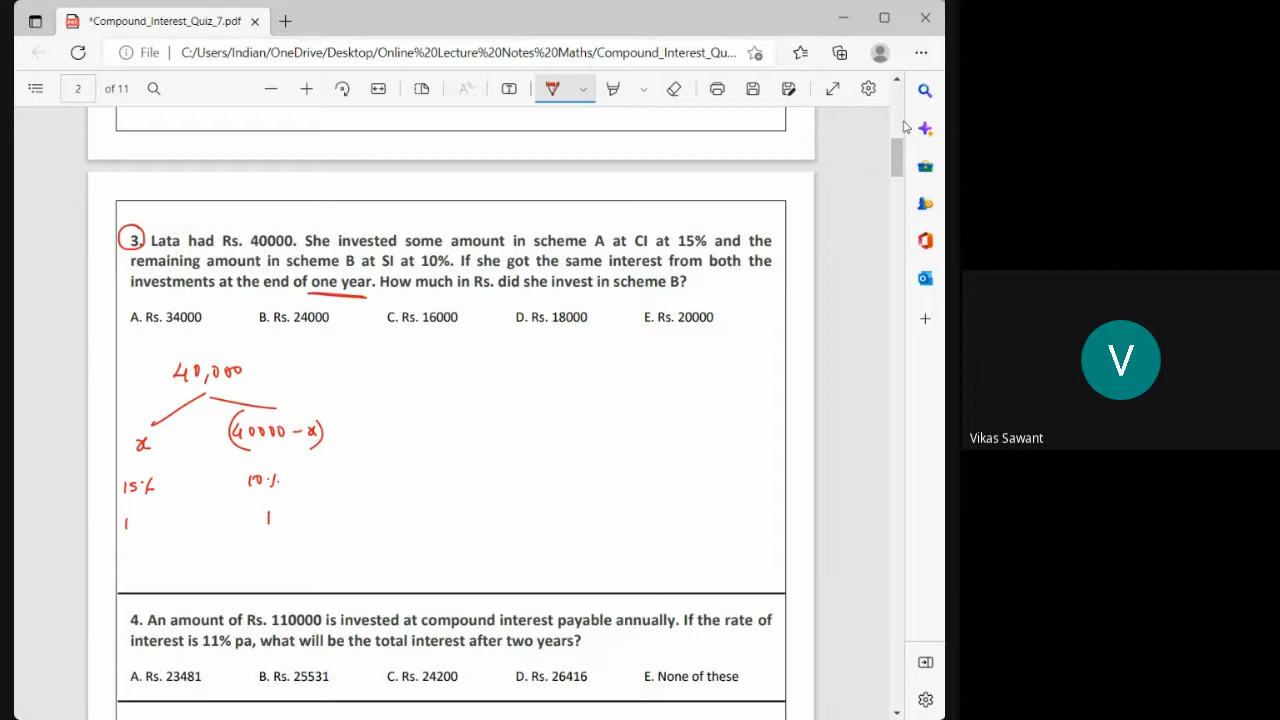 *Compound_Interest_Quiz_7.pdf
File C:/Users/Indian/OneDrive/Desktop/Online%20Lecture%20Notes%20Maths/Compound_Interest_Qu...
2 of 11
3. Lata had Rs. 40000. She invested some amount in scheme A at CI at 15% and the
remaining amount in scheme B at SI at 10%. If she got the same interest from both the
investments at the end of one year. How much in Rs. did she invest in scheme B?
A. Rs. 34000 B. Rs. 24000 C. Rs. 16000 D. Rs. 18000 E. Rs. 20000
40,000
x (40000 - x)
15% 10%
1 1
4. An amount of Rs. 110000 is invested at compound interest payable annually. If the rate of
interest is 11% pa, what will be the total interest after two years?
A. Rs. 23481 B. Rs. 25531 C. Rs. 24200 D. Rs. 26416 E. None of these
V
Vikas Sawant